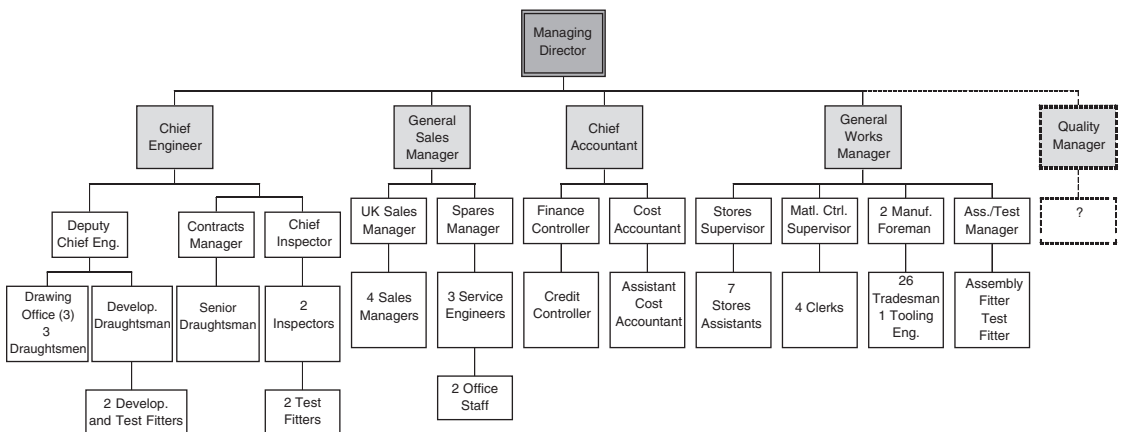 Managing
Director
Chief
Engineer
General
Sales
Manager
Chief
Accountant
General
Works
Manager
Quality
Manager
Deputy
Chief Eng.
Contracts
Manager
Chief
Inspector
UK Sales
Manager
Spares
Manager
Finance
Controller
Cost
Accountant
Stores
Supervisor
Matl. Ctrl.
Supervisor
2 Manuf.
Foreman
Ass./Test
Manager
?
Drawing
Office (3)
3
Draughtsmen
Develop.
Draughtsman
Senior
Draughtsman
2
Inspectors
4 Sales
Managers
3 Service
Engineers
Credit
Controller
Assistant
Cost
Accountant
7
Stores
Assistants
4 Clerks
26
Tradesman
1 Tooling
Eng.
Assembly
Fitter
Test
Fitter
2 Develop.
and Test Fitters
2 Test
Fitters
2 Office
Staff